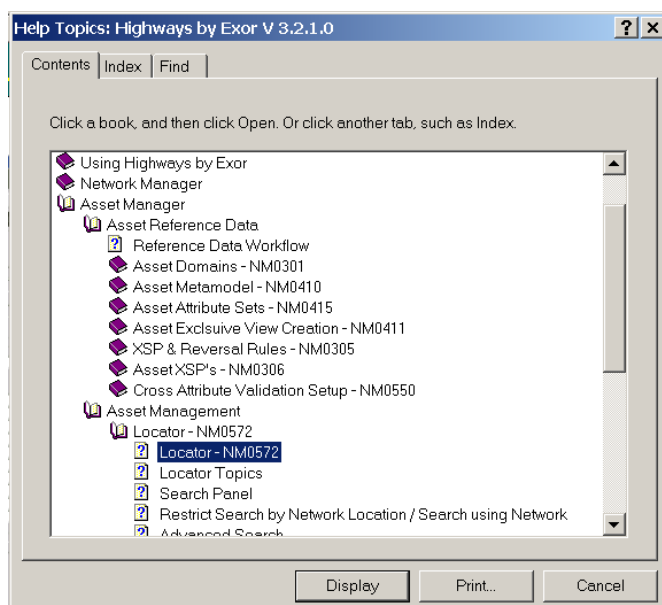 Help Topics: Highways by Exor V 3.2.1.0
Contents Index Find
Click a book, and then click Open. Or click another tab, such as Index.
Using Highways by Exor
Network Manager
Asset Manager
Asset Reference Data
Reference Data Workflow
Asset Domains - NM0301
Asset Metamodel - NM0410
Asset Attribute Sets - NM0415
Asset Exclsuive View Creation - NM0411
XSP & Reversal Rules - NM0305
Asset XSP's - NM0306
Cross Attribute Validation Setup - NM0550
Asset Management
Locator - NM0572
Locator - NM0572
Locator Topics
Search Panel
Restrict Search by Network Location / Search using Network
Advanced Search
Display Print... Cancel